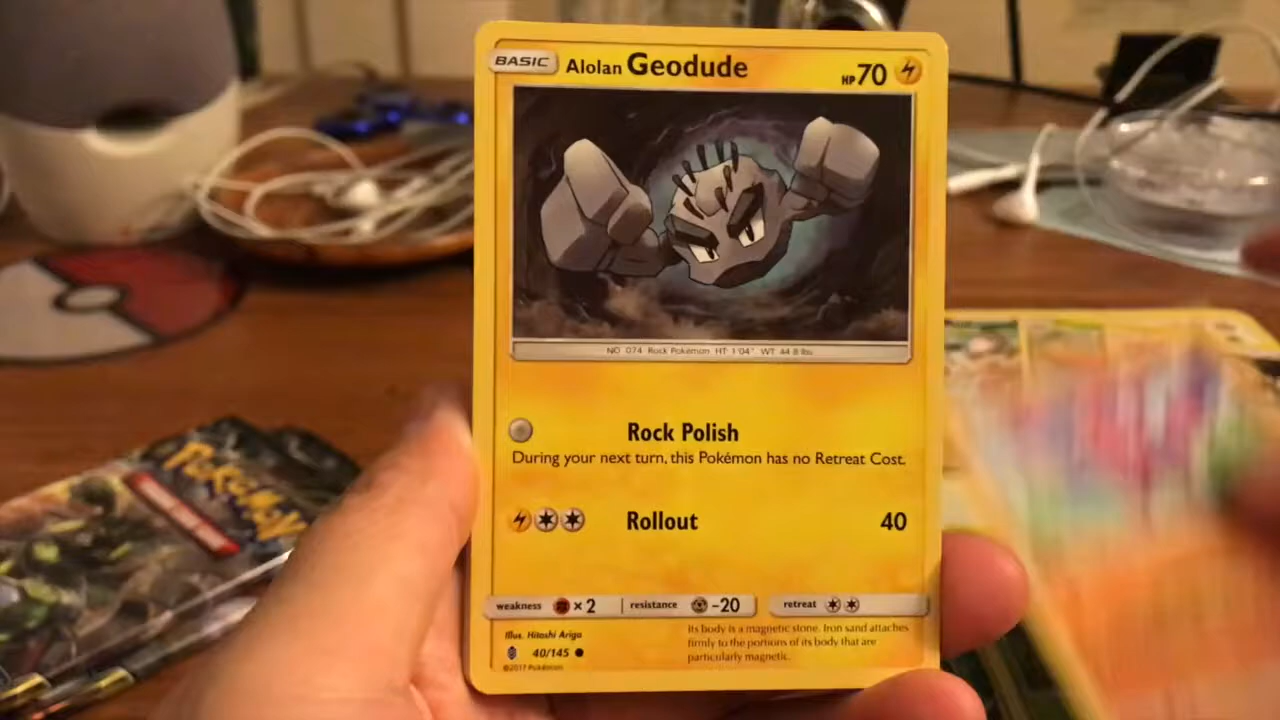 BASIC Alolan Geodude HP 70
NO. 074 Rock Pokémon HT: 1'04" WT: 44.8 lbs.
Rock Polish
During your next turn, this Pokémon has no Retreat Cost.
Rollout 40
weakness ×2 resistance -20 retreat
Illus. Hitoshi Ariga
40/145
©2017 Pokémon
Its body is a magnetic stone. Iron sand attaches
firmly to the portions of its body that are
particularly magnetic.
POKÉMON